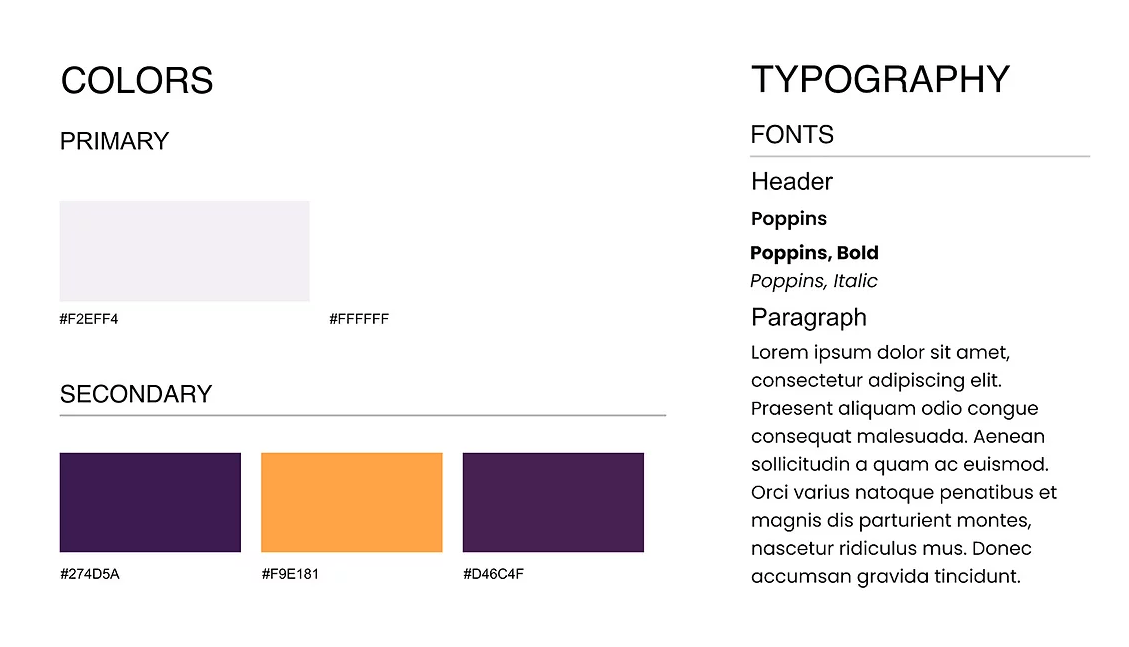 COLORS
PRIMARY
#F2EFF4
#FFFFFF
SECONDARY
#274D5A
#F9E181
#D46C4F
TYPOGRAPHY
FONTS
Header
Poppins
Poppins, Bold
Poppins, Italic
Paragraph
Lorem ipsum dolor sit amet,
consectetur adipiscing elit.
Praesent aliquam odio congue
consequat malesuada. Aenean
sollicitudin a quam ac euismod.
Orci varius natoque penatibus et
magnis dis parturient montes,
nascetur ridiculus mus. Donec
accumsan gravida tincidunt.